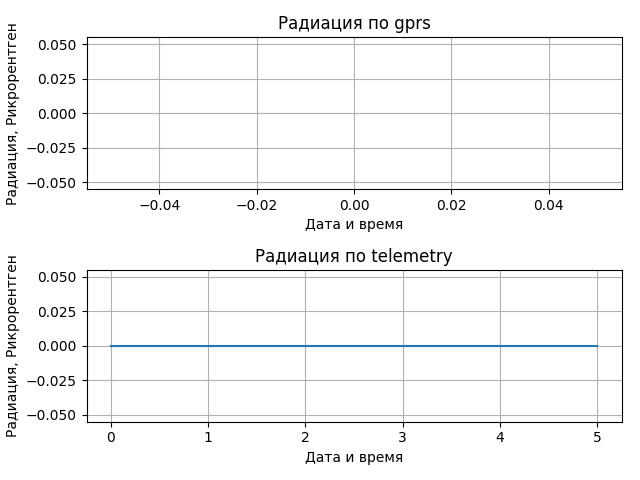 Радиация по gprs
Радиация, Рикрорентген
0.050
0.025
0.000
−0.025
−0.050
−0.04 −0.02 0.00 0.02 0.04
Дата и время
Радиация по telemetry
Радиация, Рикрорентген
0.050
0.025
0.000
−0.025
−0.050
0 1 2 3 4 5
Дата и время